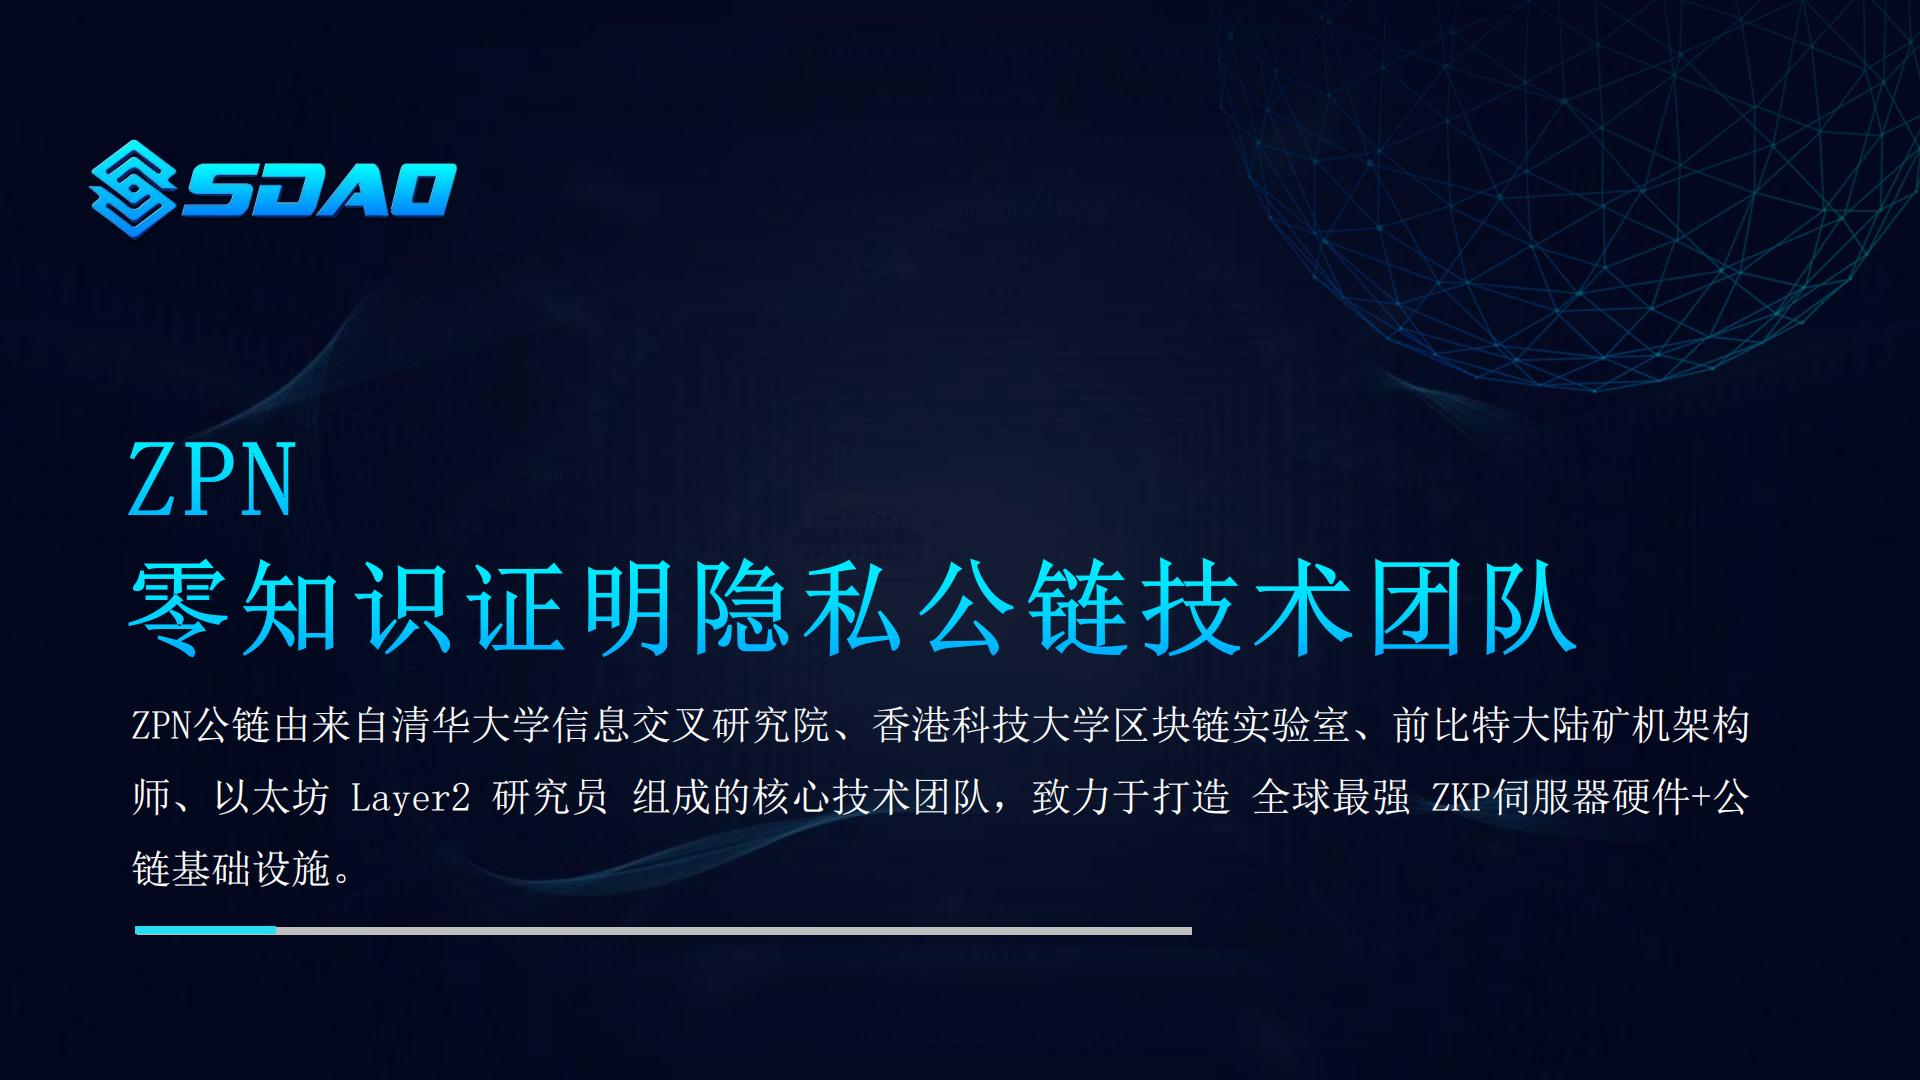 SDAO
ZPN
零知识证明隐私公链技术团队
ZPN公链由来自清华大学信息交叉研究院、香港科技大学区块链实验室、前比特大陆矿机架构
师、以太坊 Layer2 研究员 组成的核心技术团队，致力于打造 全球最强 ZKP伺服器硬件+公
链基础设施。